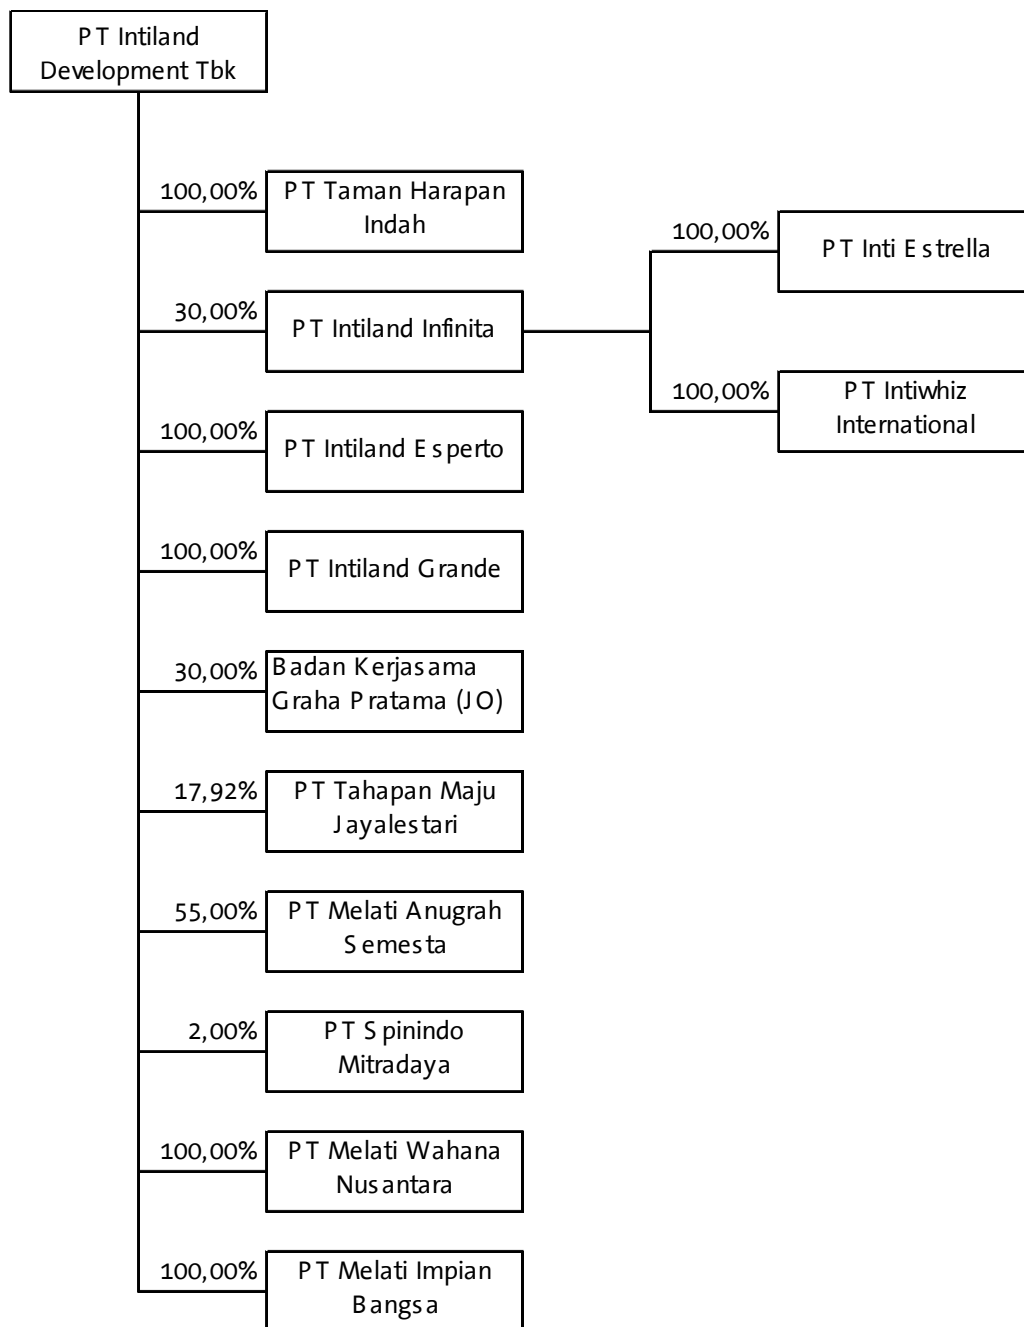 PT Intiland
Development Tbk
100,00%
PT Taman Harapan
Indah
100,00%
PT Inti Estrella
30,00%
PT Intiland Infinita
100,00%
PT Intiwhiz
International
100,00%
PT Intiland Esperto
100,00%
PT Intiland Grande
30,00%
Badan Kerjasama
Graha Pratama (JO)
17,92%
PT Tahapan Maju
Jayalestari
55,00%
PT Melati Anugrah
Semesta
2,00%
PT Spinindo
Mitradaya
100,00%
PT Melati Wahana
Nusantara
100,00%
PT Melati Impian
Bangsa